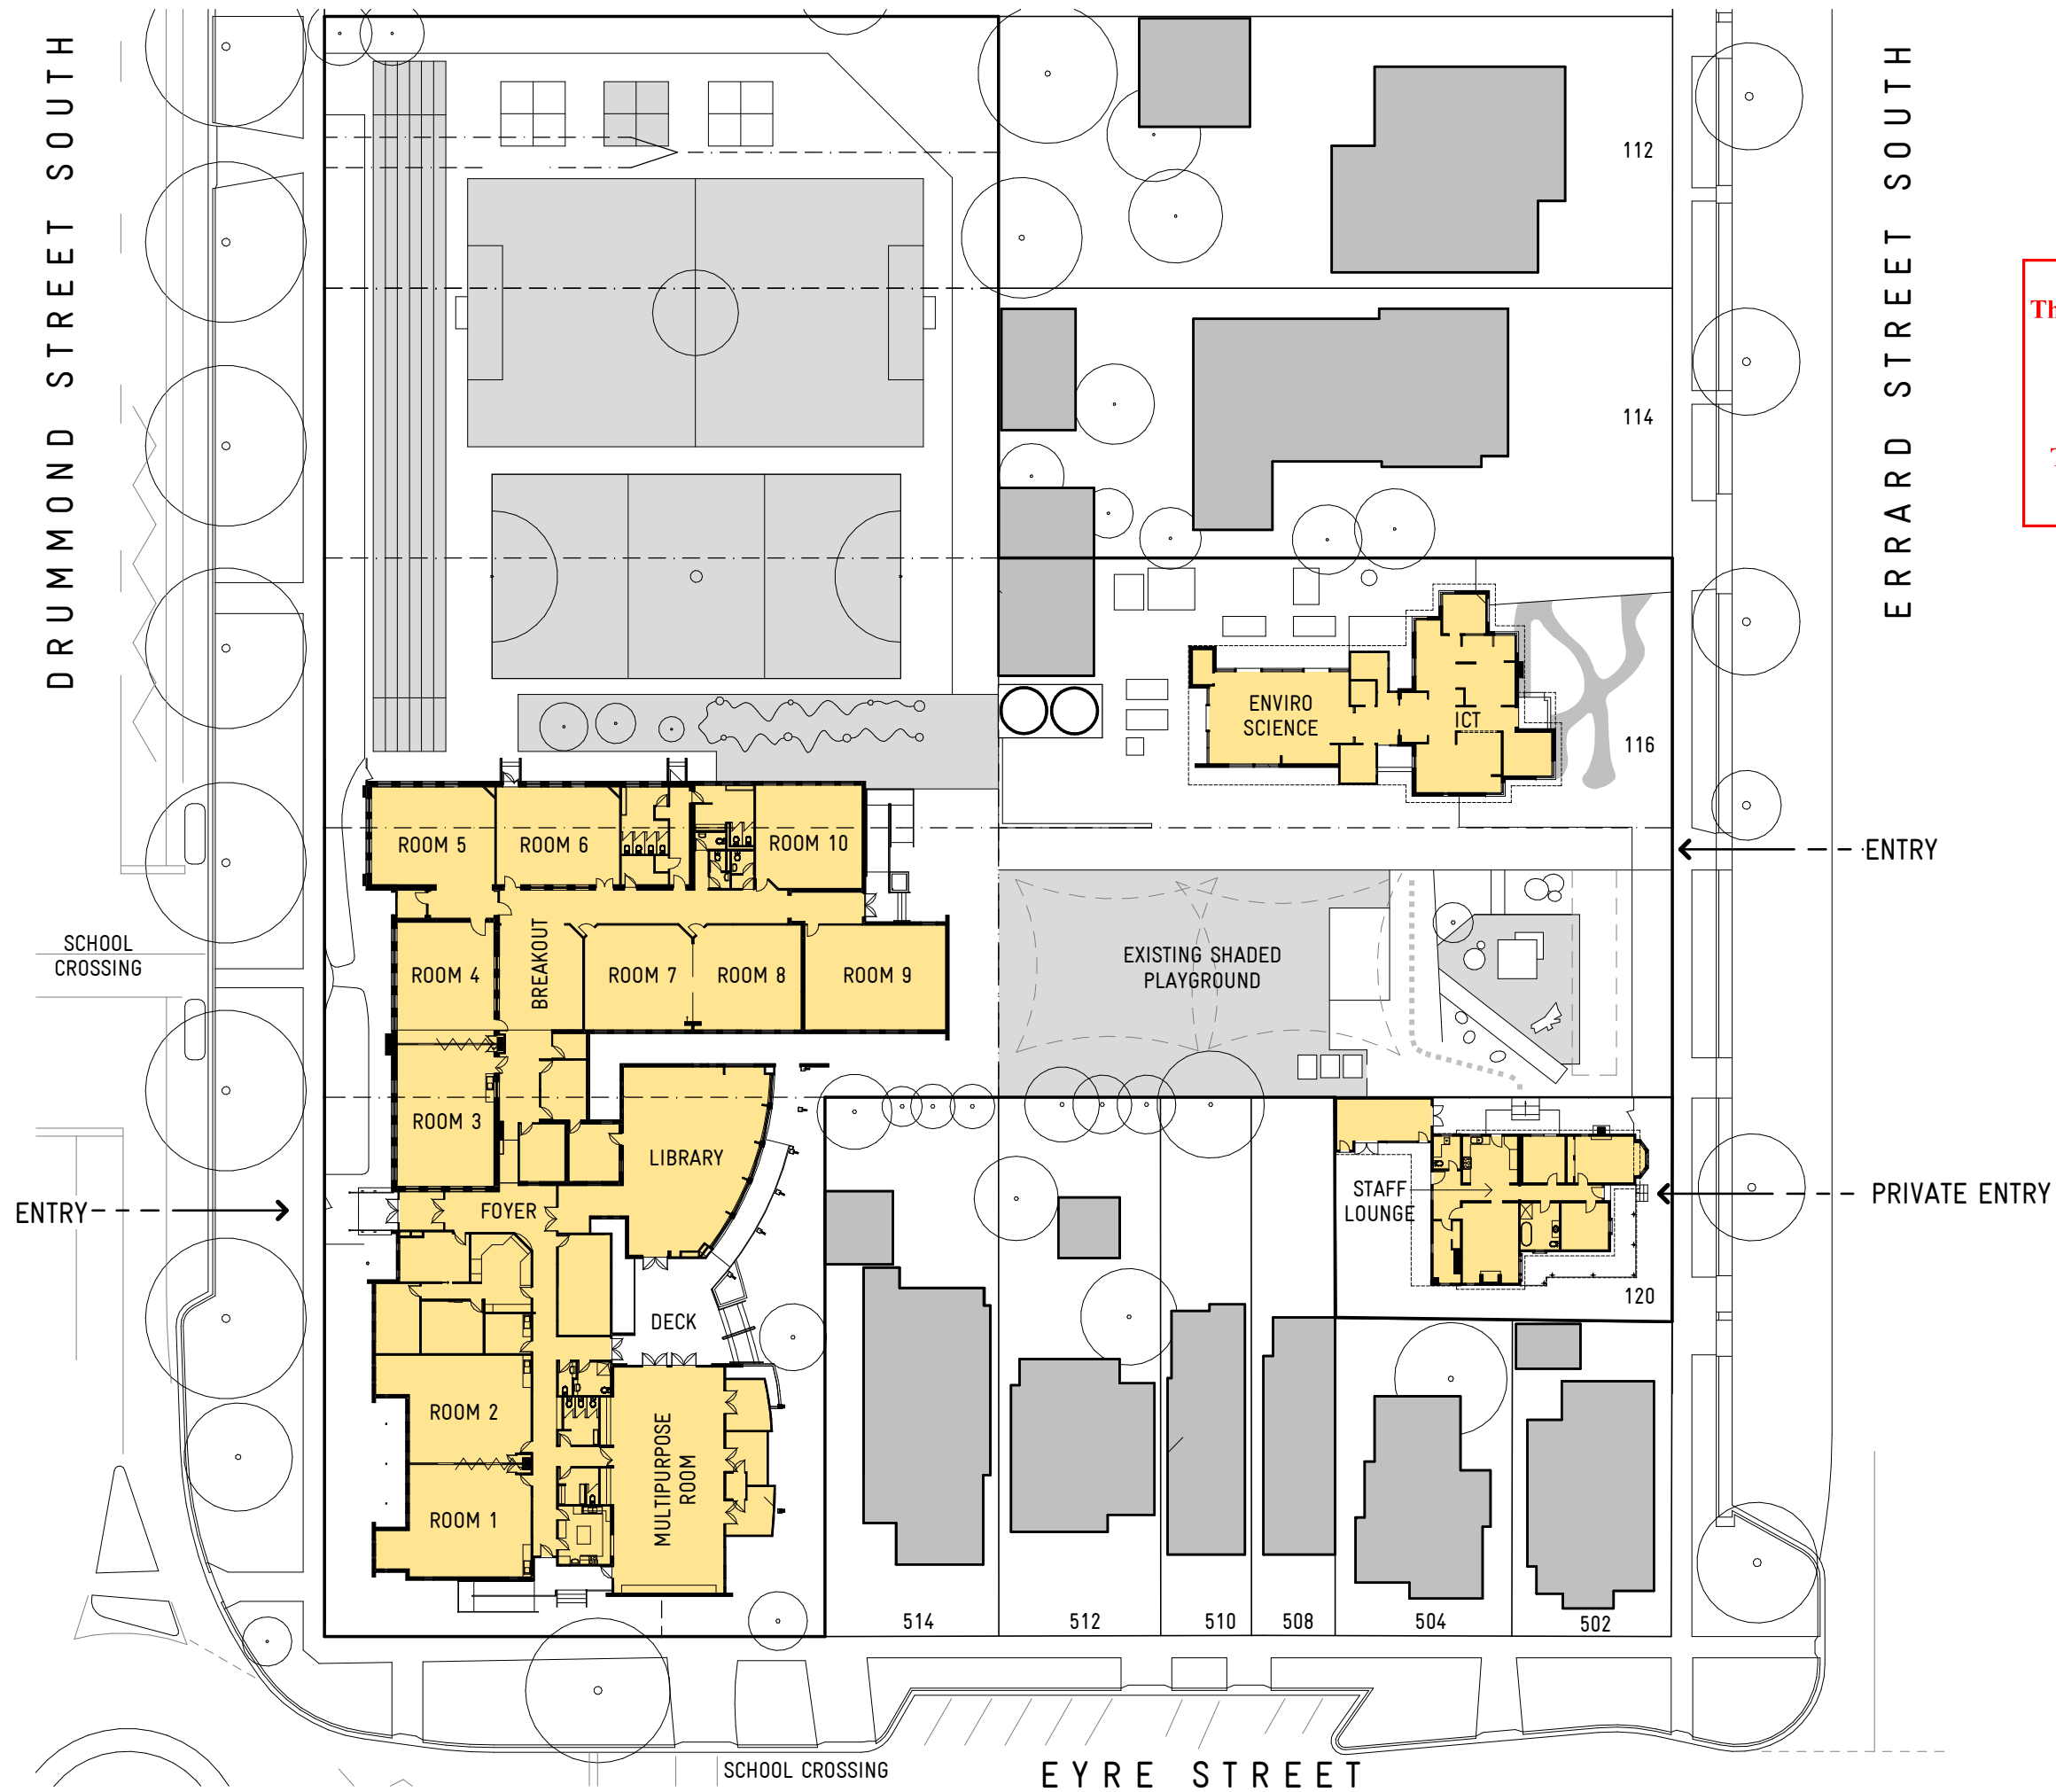 DRUMMOND STREET SOUTH
ERRARD STREET SOUTH
112
Th
114
T
ENVIRO
SCIENCE
ICT
116
ROOM 5
ROOM 6
ROOM 10
ENTRY
SCHOOL
CROSSING
BREAKOUT
ROOM 4
ROOM 7
ROOM 8
ROOM 9
EXISTING SHADED
PLAYGROUND
ROOM 3
LIBRARY
STAFF
LOUNGE
PRIVATE ENTRY
ENTRY
FOYER
120
DECK
ROOM 2
MULTIPURPOSE
ROOM
ROOM 1
514
512
510
508
504
502
SCHOOL CROSSING
EYRE STREET